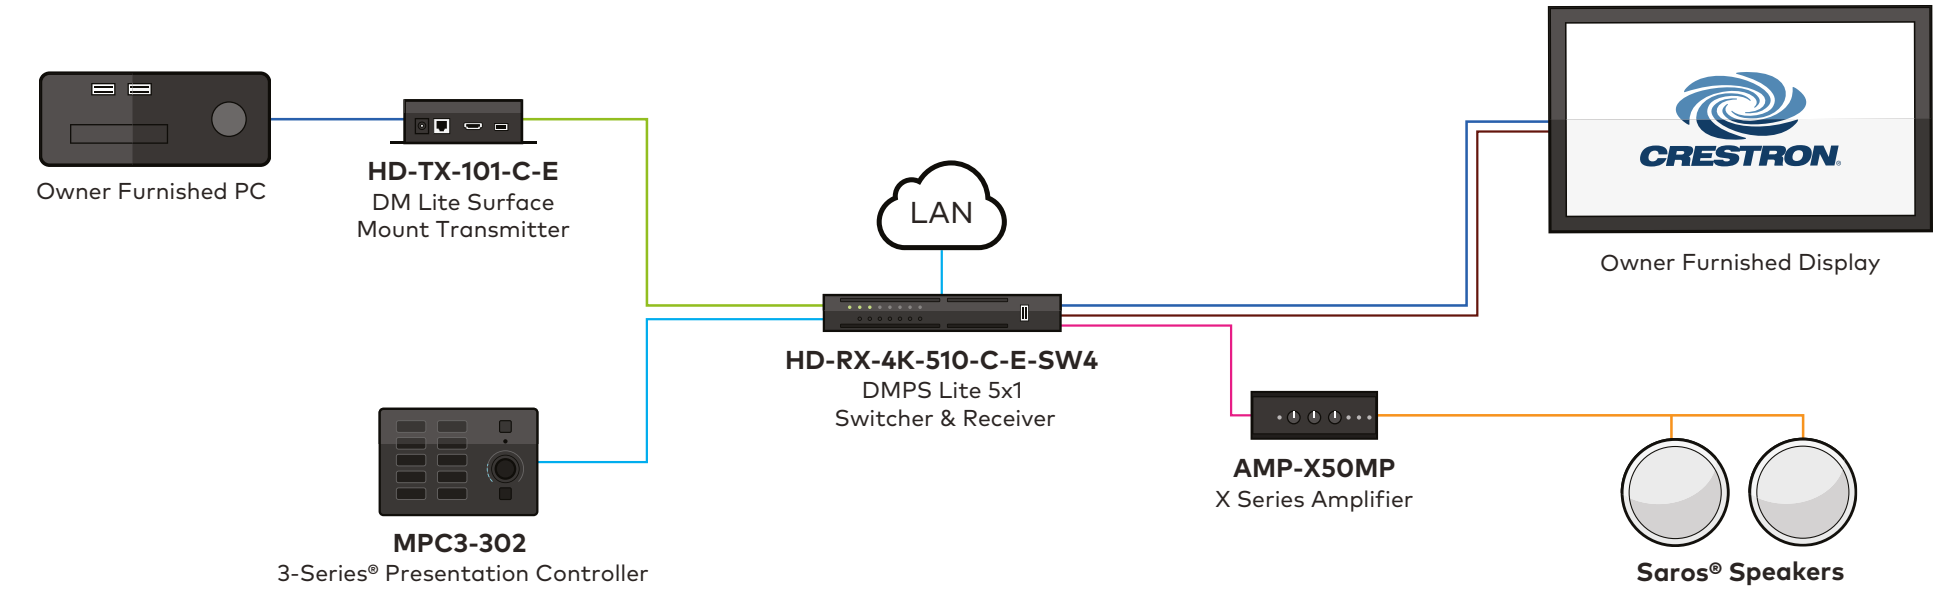 Owner Furnished PC
HD-TX-101-C-E
DM Lite Surface
Mount Transmitter
LAN
HD-RX-4K-510-C-E-SW4
DMPS Lite 5x1
Switcher & Receiver
MPC3-302
3-Series® Presentation Controller
CRESTRON®
Owner Furnished Display
AMP-X50MP
X Series Amplifier
Saros® Speakers